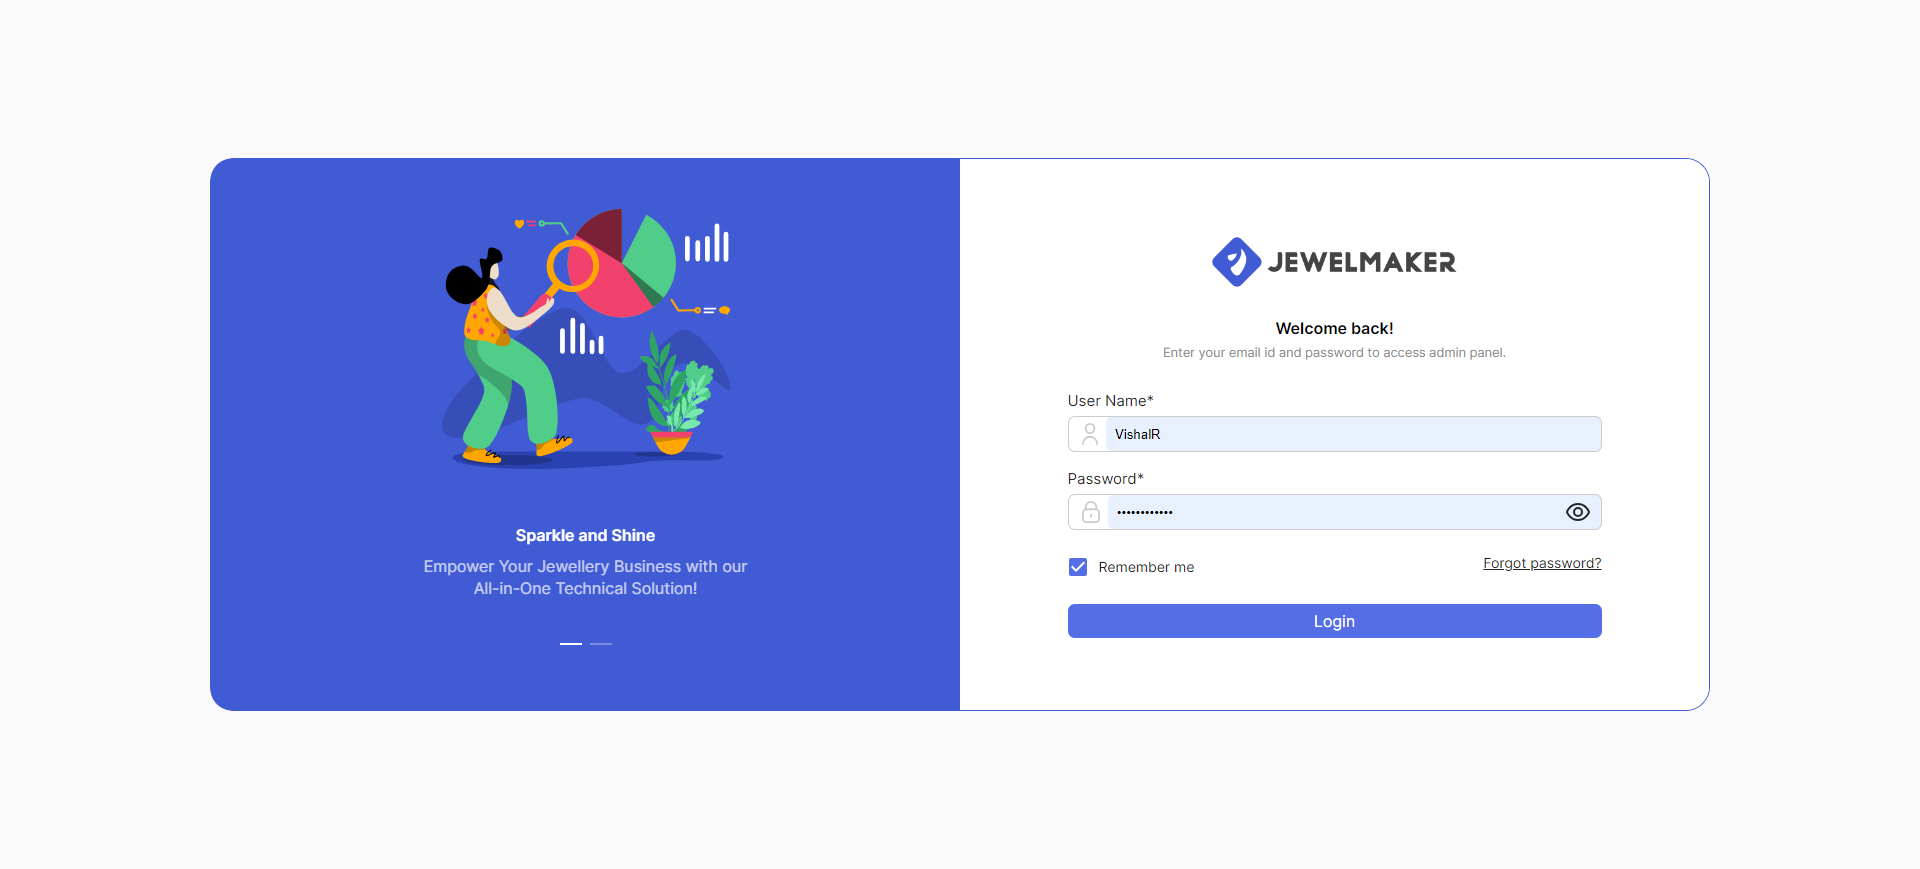 Sparkle and Shine
Empower Your Jewellery Business with our
All-in-One Technical Solution!
JEWELMAKER
Welcome back!
Enter your email id and password to access admin panel.
User Name*
VishalR
Password*
••••••••••••
Remember me
Forgot password?
Login